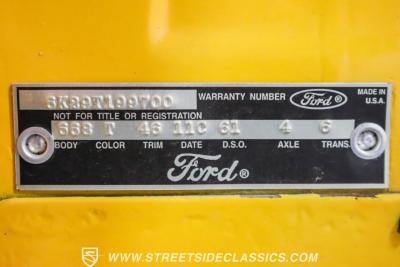 6K29T199700 WARRANTY NUMBER Ford® MADE IN U.S.A.
NOT FOR TITLE OR REGISTRATION
66B T 46 11C 61 4 6
BODY COLOR TRIM DATE D.S.O. AXLE TRANS.
Ford®
WWW.STREETSIDECLASSICS.COM